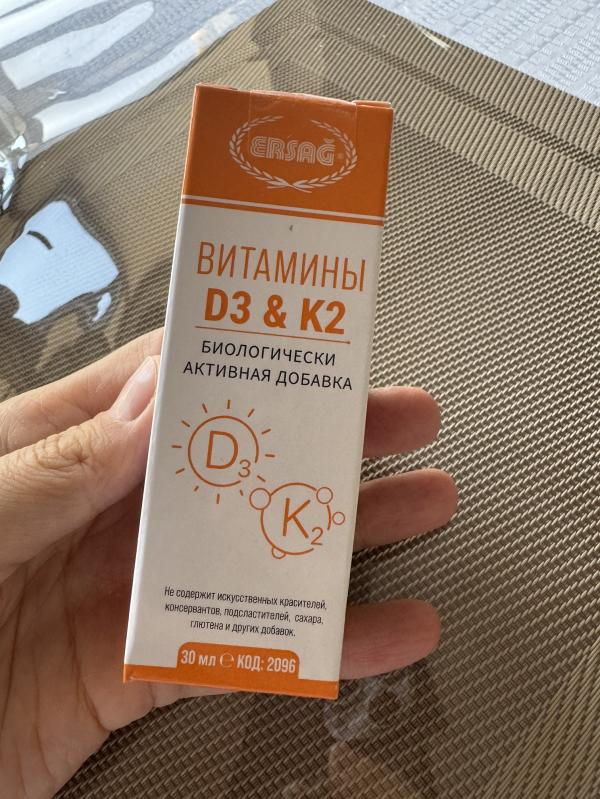 ERSAĞ®
ВИТАМИНЫ
D3 & K2
БИОЛОГИЧЕСКИ
АКТИВНАЯ ДОБАВКА
D3
K2
Не содержит искусственных красителей,
консервантов, подсластителей, сахара,
глютена и других добавок.
30 мл ℮ КОД: 2096